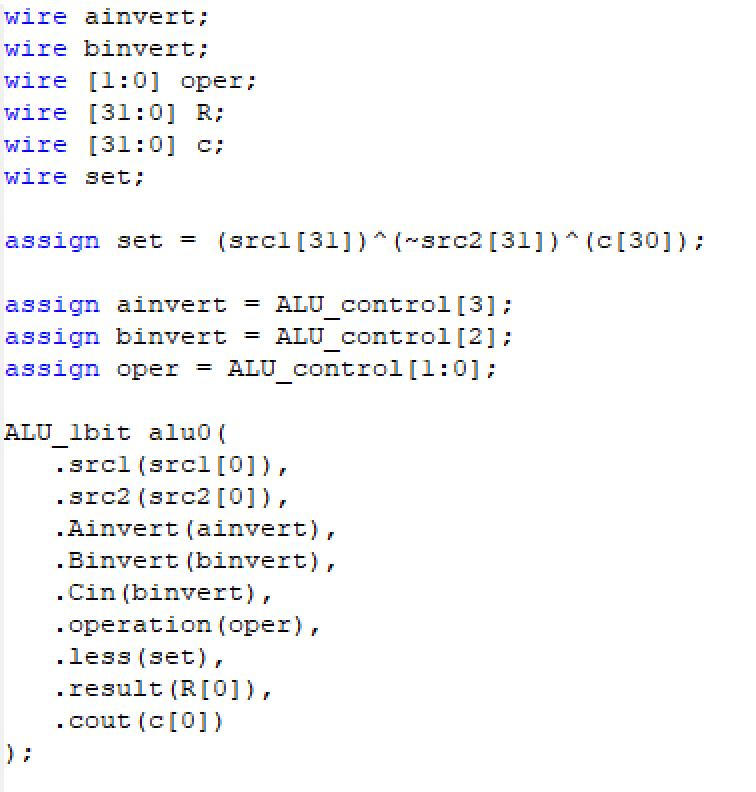 wire ainvert;
wire binvert;
wire [1:0] oper;
wire [31:0] R;
wire [31:0] c;
wire set;
assign set = (src1[31])^(~src2[31])^(c[30]);
assign ainvert = ALU_control[3];
assign binvert = ALU_control[2];
assign oper = ALU_control[1:0];
ALU_1bit alu0(
.src1(src1[0]),
.src2(src2[0]),
.Ainvert(ainvert),
.Binvert(binvert),
.Cin(binvert),
.operation(oper),
.less(set),
.result(R[0]),
.cout(c[0])
);